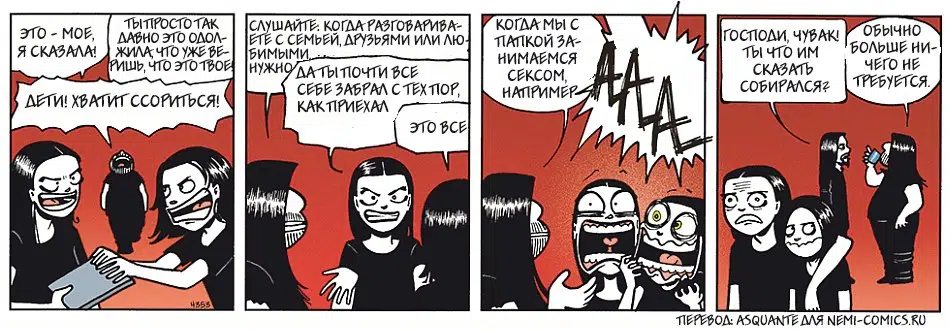 ЭТО - МОЕ,
Я СКАЗАЛА!
ТЫ ПРОСТО ТАК
ДАВНО ЭТО ОДОЛ-
ЖИЛА, ЧТО УЖЕ ВЕ-
РИШЬ, ЧТО ЭТО ТВОЕ!
ДЕТИ! ХВАТИТ ССОРИТЬСЯ!
4353
СЛУШАЙТЕ: КОГДА РАЗГОВАРИВА-
ЕТЕ С СЕМЬЕЙ, ДРУЗЬЯМИ ИЛИ ЛЮ-
БИМЫМИ,
НУЖНО
ДА ТЫ ПОЧТИ ВСЕ
СЕБЕ ЗАБРАЛ С ТЕХ ПОР,
КАК ПРИЕХАЛ
ЭТО ВСЕ
КОГДА МЫ С
ПАПКОЙ ЗА-
НИМАЕМСЯ
СЕКСОМ,
НАПРИМЕР
АААА
ГОСПОДИ, ЧУВАК!
ТЫ ЧТО ИМ
СКАЗАТЬ
СОБИРАЛСЯ?
ОБЫЧНО
БОЛЬШЕ НИ-
ЧЕГО НЕ
ТРЕБУЕТСЯ.
ПЕРЕВОД: ASQUANTE ДЛЯ NEMI-COMICS.RU